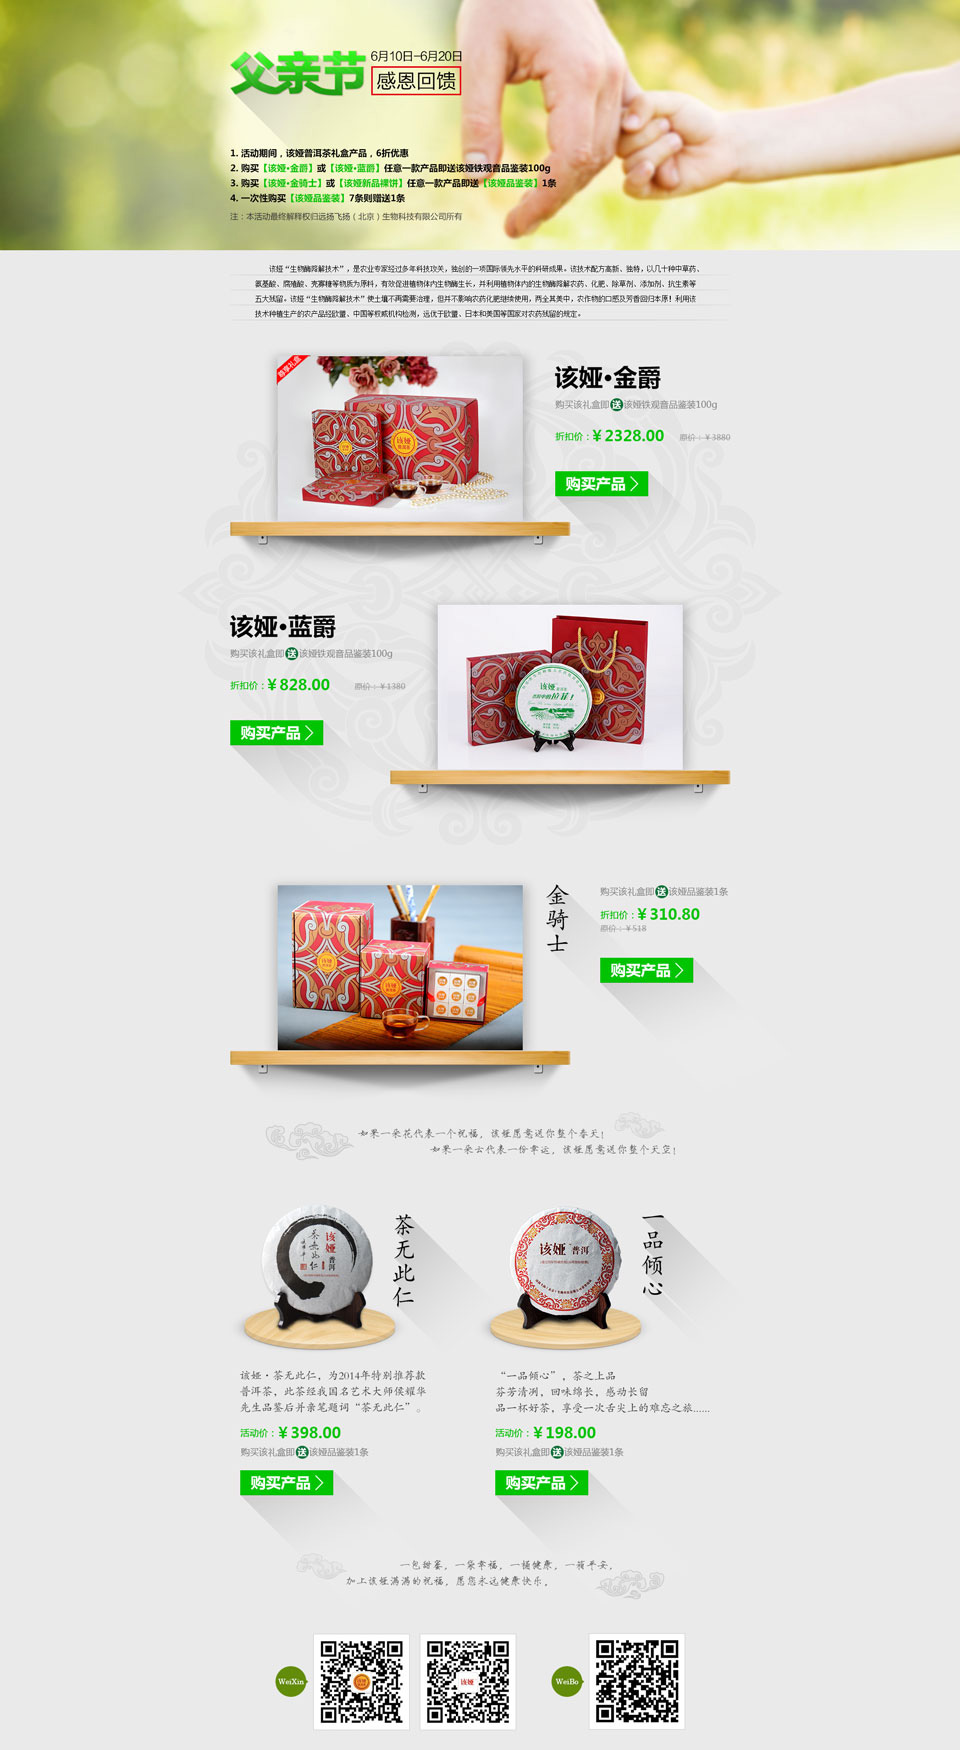 父亲节
6月10日-6月20日
感恩回馈
1. 活动期间，该娅普洱茶礼盒产品，6折优惠
2. 购买【该娅•金爵】或【该娅•蓝爵】任意一款产品即送该娅铁观音品鉴装100g
3. 购买【该娅•金骑士】或【该娅新品裸饼】任意一款产品即送【该娅品鉴装】1条
4. 一次性购买【该娅品鉴装】7条则赠送1条
注：本活动最终解释权归远扬飞扬（北京）生物科技有限公司所有
该娅“生物酶降解技术”，是农业专家经过多年科技攻关，独创的一项国际领先水平的科研成果。该技术配方高新、独特，以几十种中草药、
氨基酸、腐殖酸、壳寡糖等物质为原料，有效促进植物体内生物酶生长，并利用植物体内的生物酶降解农药、化肥、除草剂、添加剂、抗生素等
五大残留。该娅“生物酶降解技术”使土壤不再需要治理，但并不影响农药化肥继续使用，两全其美中，农作物的口感及芳香回归本原！利用该
技术种植生产的农产品经欧盟、中国等权威机构检测，远优于欧盟、日本和美国等国家对农药残留的规定。
尊享礼盒
该娅
该娅•金爵
购买该礼盒即送该娅铁观音品鉴装100g
折扣价：￥2328.00 原价：￥3880
购买产品
该娅•蓝爵
购买该礼盒即送该娅铁观音品鉴装100g
折扣价：￥828.00 原价：￥1380
购买产品
该娅
金骑士
购买该礼盒即送该娅品鉴装1条
折扣价：￥310.80
原价：￥518
购买产品
该娅
该娅
如果一朵花代表一个祝福，该娅愿意送你整个春天！
如果一朵云代表一份幸运，该娅愿意送你整个天空！
茶无此仁
该娅
普洱
茶无此仁
该娅 普洱
一品倾心
该娅·茶无此仁，为2014年特别推荐款
普洱茶，此茶经我国名艺术大师侯耀华
先生品鉴后并亲笔题词“茶无此仁”。
活动价：￥398.00
购买该礼盒即送该娅品鉴装1条
购买产品
“一品倾心”，茶之上品
芬芳清冽，回味绵长，感动长留
品一杯好茶，享受一次舌尖上的难忘之旅......
活动价：￥198.00
购买该礼盒即送该娅品鉴装1条
购买产品
一包甜蜜，一袋幸福，一桶健康，一筱平安，
加上该娅满满的祝福，愿您永远健康快乐，
WeiXin
该娅
WeiBo